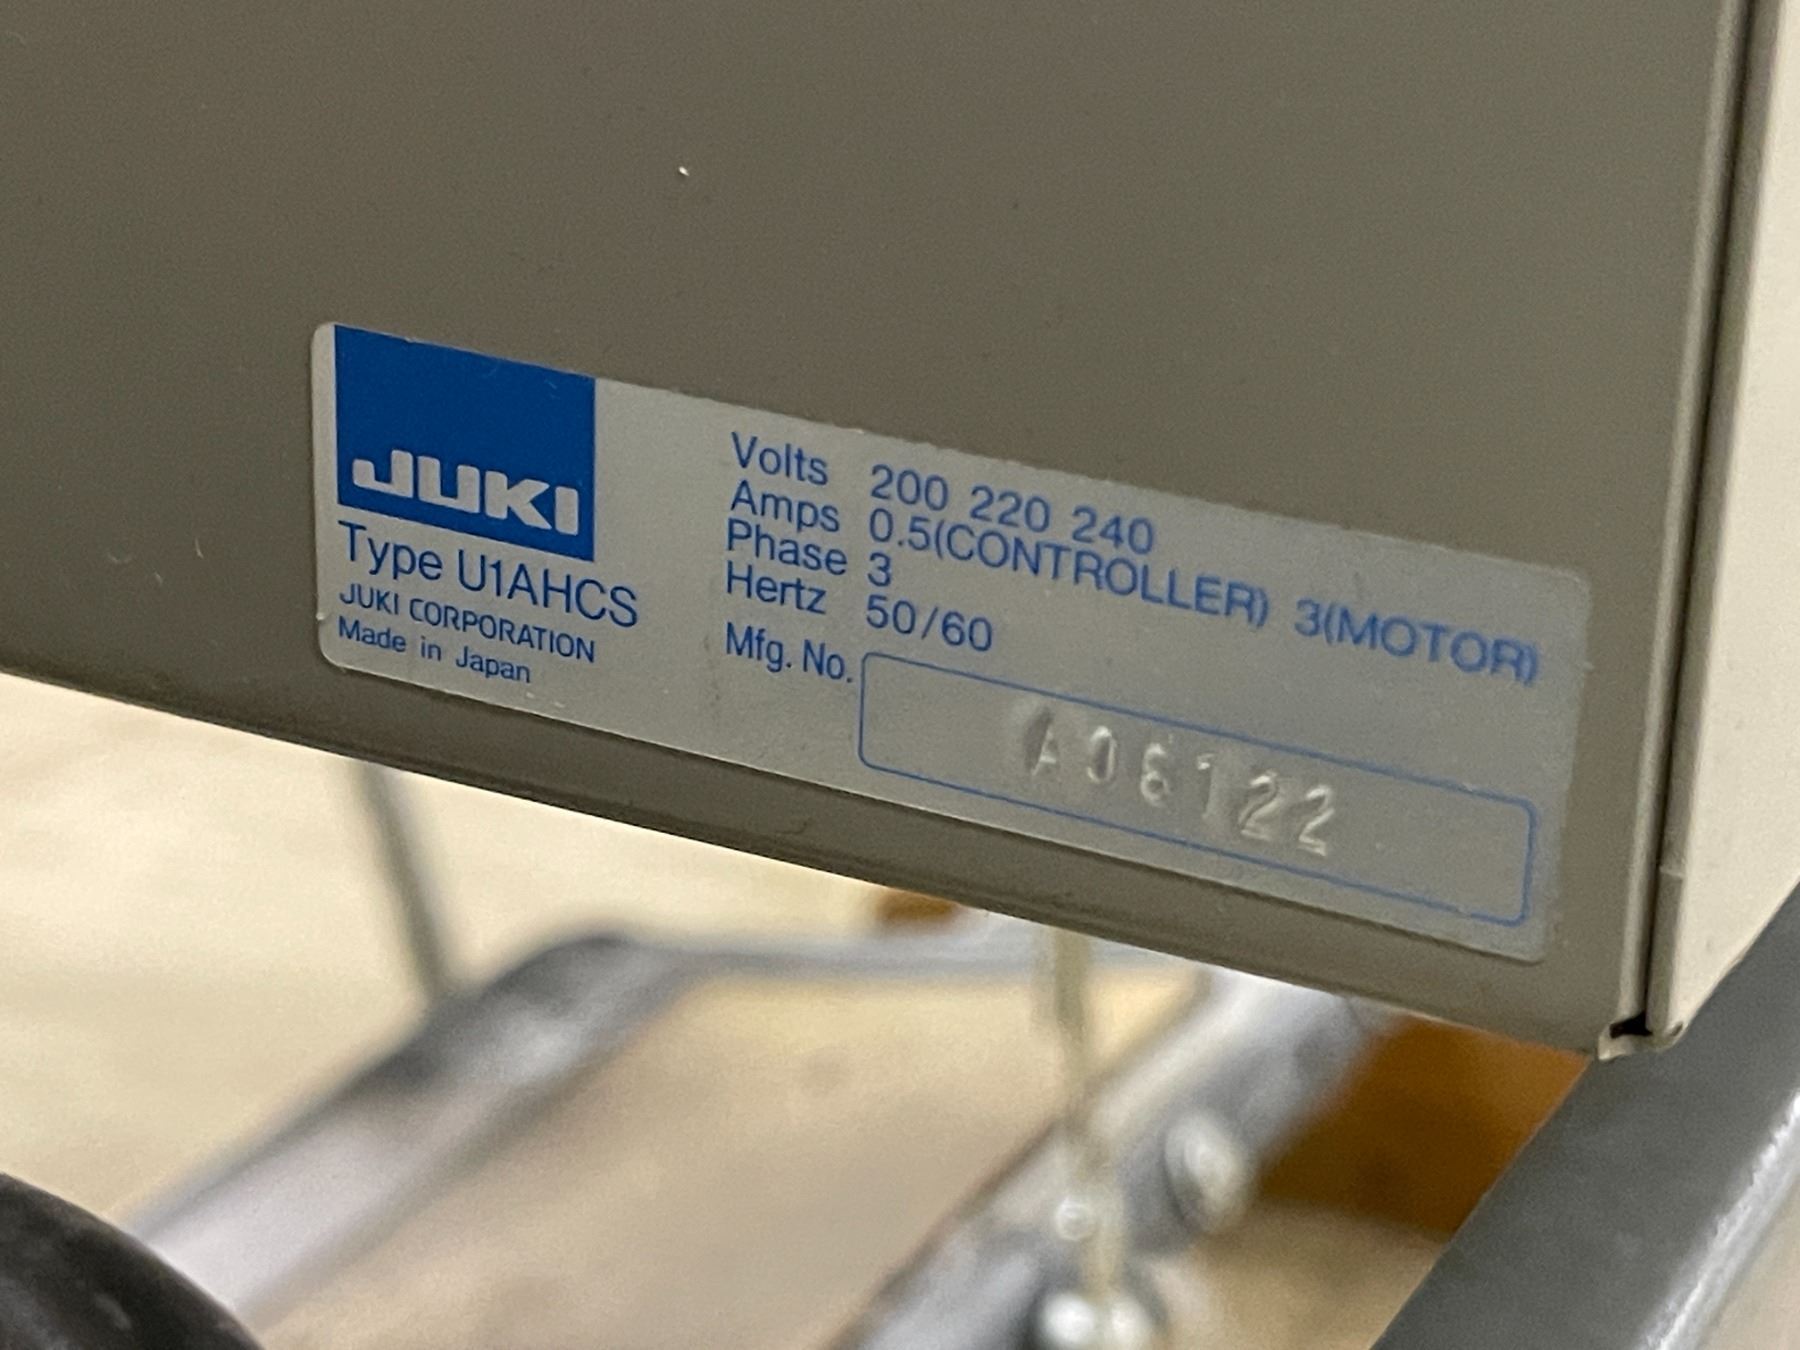 JUKI
Type U1AHCS
JUKI CORPORATION
Made in Japan
Volts 200 220 240
Amps 0.5(CONTROLLER) 3(MOTOR)
Phase 3
Hertz 50/60
Mfg. No.
A06122